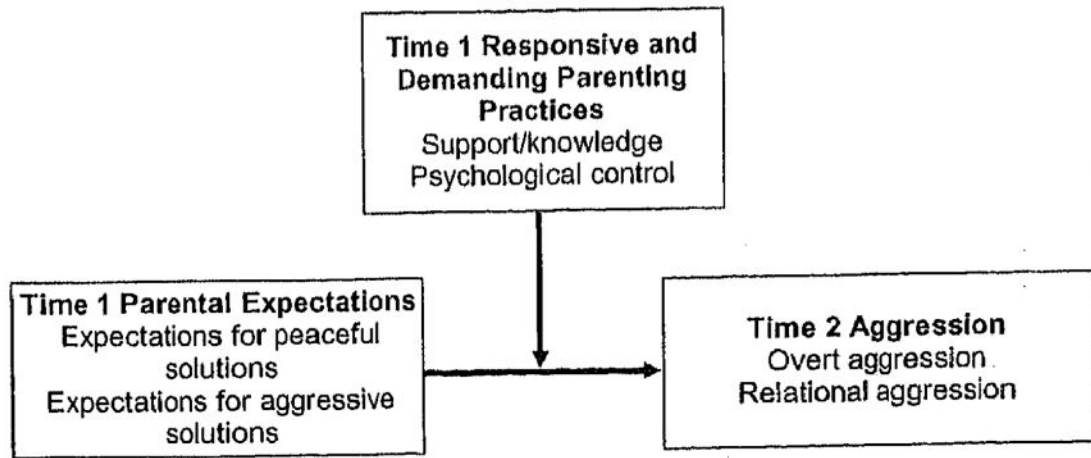 Time 1 Responsive and
Demanding Parenting
Practices
Support/knowledge
Psychological control
Time 1 Parental Expectations
Expectations for peaceful
solutions
Expectations for aggressive
solutions
Time 2 Aggression
Overt aggression
Relational aggression